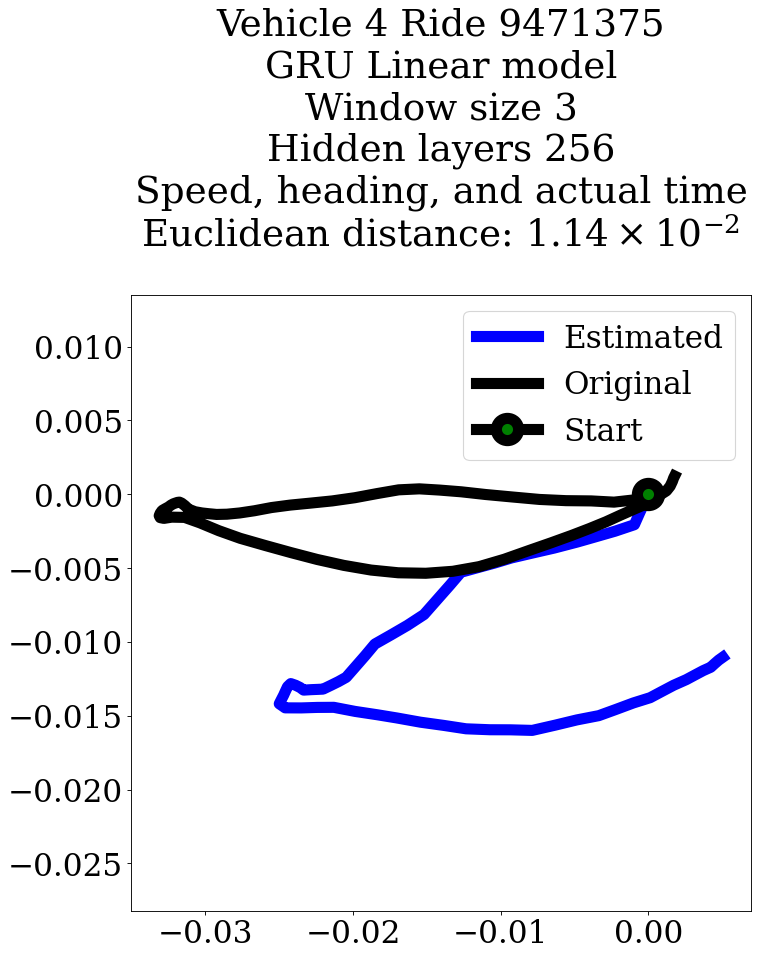 Vehicle 4 Ride 9471375
GRU Linear model
Window size 3
Hidden layers 256
Speed, heading, and actual time
Euclidean distance: 1.14 × 10⁻²
Estimated
Original
Start
0.010
0.005
0.000
−0.005
−0.010
−0.015
−0.020
−0.025
−0.03
−0.02
−0.01
0.00